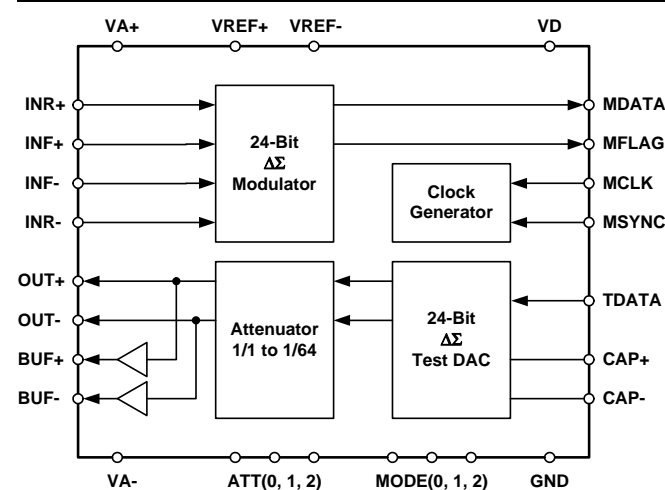 VA+ VREF+ VREF- VD
INR+
INF+
INF-
INR-
24-Bit
ΔΣ
Modulator
MDATA
MFLAG
MCLK
MSYNC
Clock
Generator
OUT+
OUT-
BUF+
BUF-
Attenuator
1/1 to 1/64
24-Bit
ΔΣ
Test DAC
TDATA
CAP+
CAP-
VA- ATT(0, 1, 2) MODE(0, 1, 2) GND